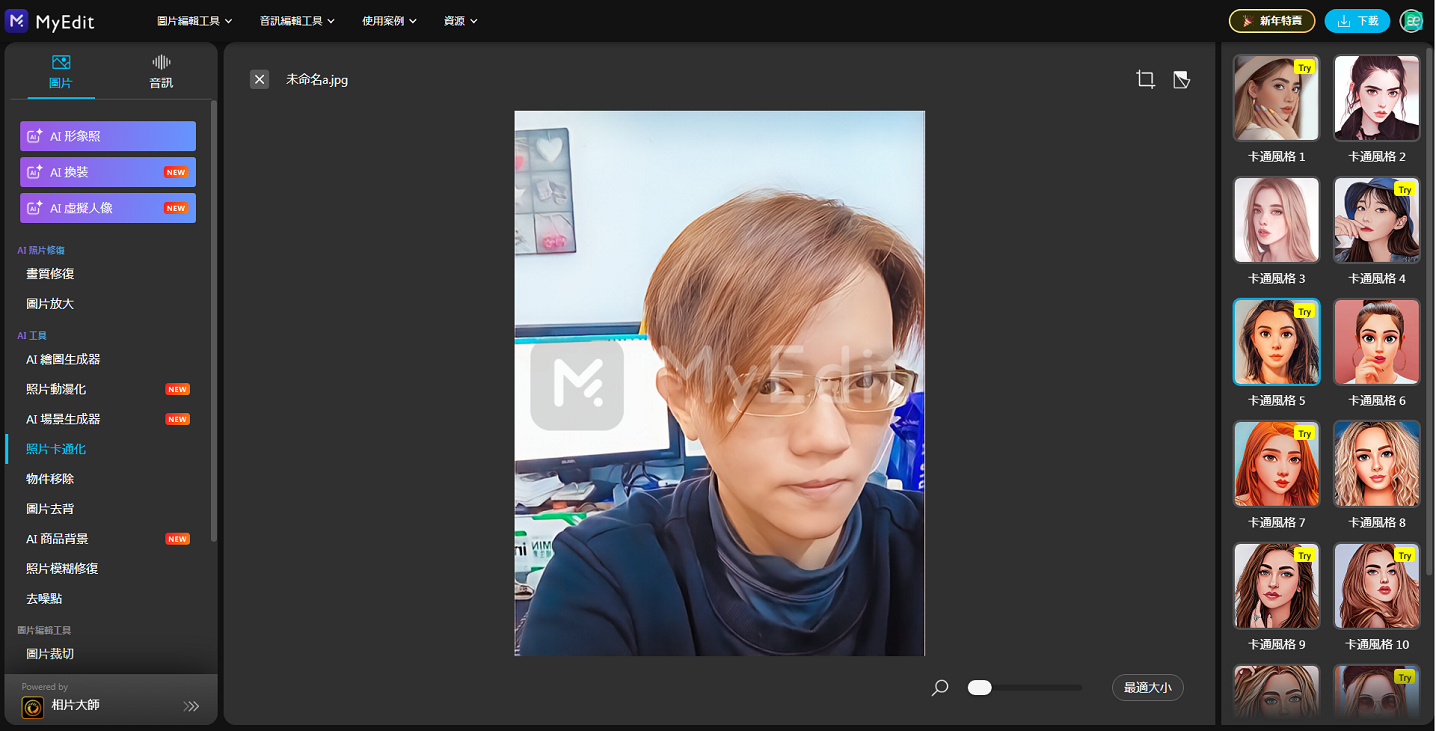 MyEdit
圖片編輯工具
音訊編輯工具
使用案例
資源
新年特賣
下載
圖片
音訊
AI 形象照
AI 換裝 NEW
AI 虛擬人像 NEW
AI 照片修復
畫質修復
圖片放大
AI 工具
AI 繪圖生成器
照片動漫化 NEW
AI 場景生成器 NEW
照片卡通化
物件移除
圖片去背
AI 商品背景 NEW
照片模糊修復
去噪點
圖片編輯工具
圖片裁切
Powered by
相片大師
未命名a.jpg
MyEdit
最適大小
Try
卡通風格 1
卡通風格 2
Try
卡通風格 3
卡通風格 4
Try
卡通風格 5
卡通風格 6
Try
卡通風格 7
卡通風格 8
Try
Try
卡通風格 9
卡通風格 10
Try